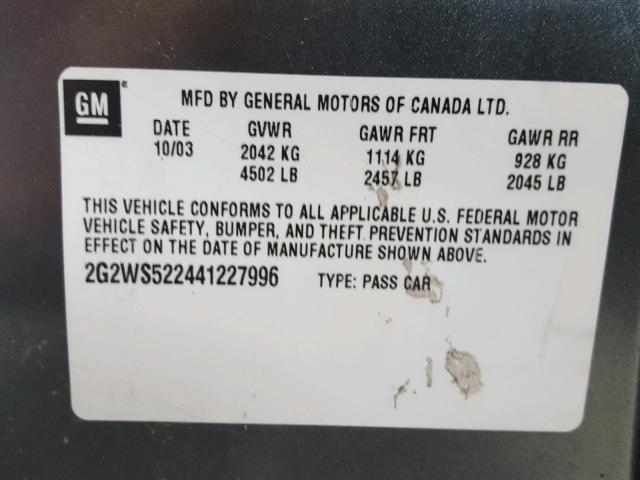 GM®
MFD BY GENERAL MOTORS OF CANADA LTD.
DATE GVWR GAWR FRT GAWR RR
10/03 2042 KG 1114 KG 928 KG
4502 LB 2457 LB 2045 LB
THIS VEHICLE CONFORMS TO ALL APPLICABLE U.S. FEDERAL MOTOR
VEHICLE SAFETY, BUMPER, AND THEFT PREVENTION STANDARDS IN
EFFECT ON THE DATE OF MANUFACTURE SHOWN ABOVE.
2G2WS522441227996 TYPE: PASS CAR